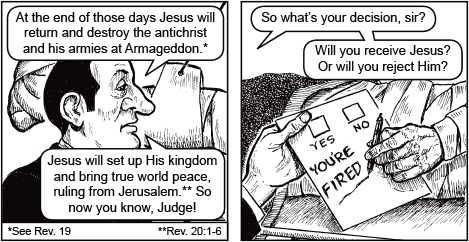 At the end of those days Jesus will
return and destroy the antichrist
and his armies at Armageddon.*
Jesus will set up His kingdom
and bring true world peace,
ruling from Jerusalem.** So
now you know, Judge!
*See Rev. 19
**Rev. 20:1-6
So what's your decision, sir?
Will you receive Jesus?
Or will you reject Him?
YES
NO
YOU'RE
FIRED